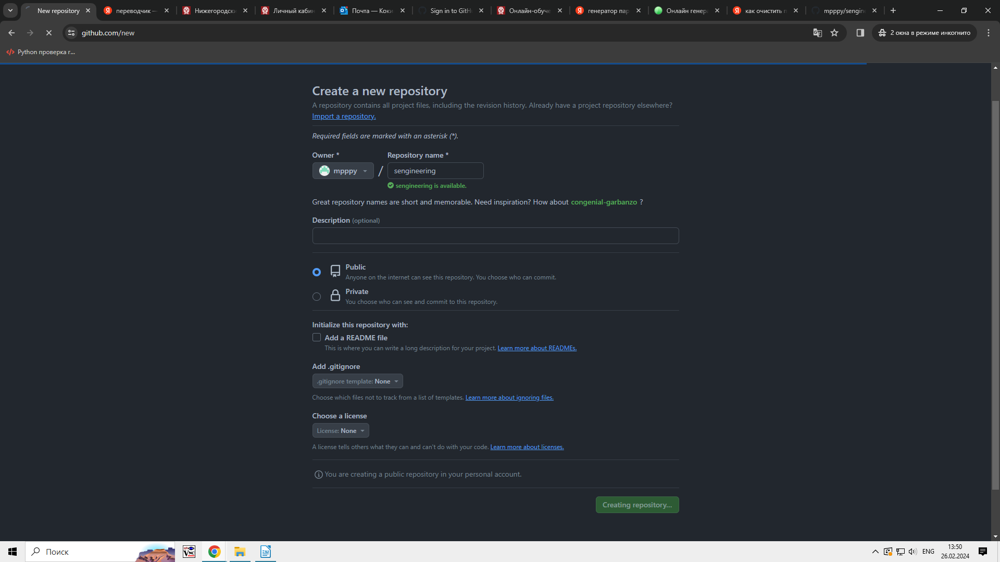 New repository
переводчик —
Нижегородски
Личный кабин
Почта — Коки
Sign in to GitH
Онлайн-обуче
генератор пар
Онлайн генера
как очистить п
mpppy/sengine
github.com/new
2 окна в режиме инкогнито
Python проверка г...
Create a new repository
A repository contains all project files, including the revision history. Already have a project repository elsewhere?
Import a repository.
Required fields are marked with an asterisk (*).
Owner *
Repository name *
mpppy
/
sengineering
sengineering is available.
Great repository names are short and memorable. Need inspiration? How about congenial-garbanzo ?
Description (optional)
Public
Anyone on the internet can see this repository. You choose who can commit.
Private
You choose who can see and commit to this repository.
Initialize this repository with:
Add a README file
This is where you can write a long description for your project. Learn more about READMEs.
Add .gitignore
.gitignore template: None
Choose which files not to track from a list of templates. Learn more about ignoring files.
Choose a license
License: None
A license tells others what they can and can't do with your code. Learn more about licenses.
You are creating a public repository in your personal account.
Creating repository...
Поиск
VNC
ENG
13:50
26.02.2024